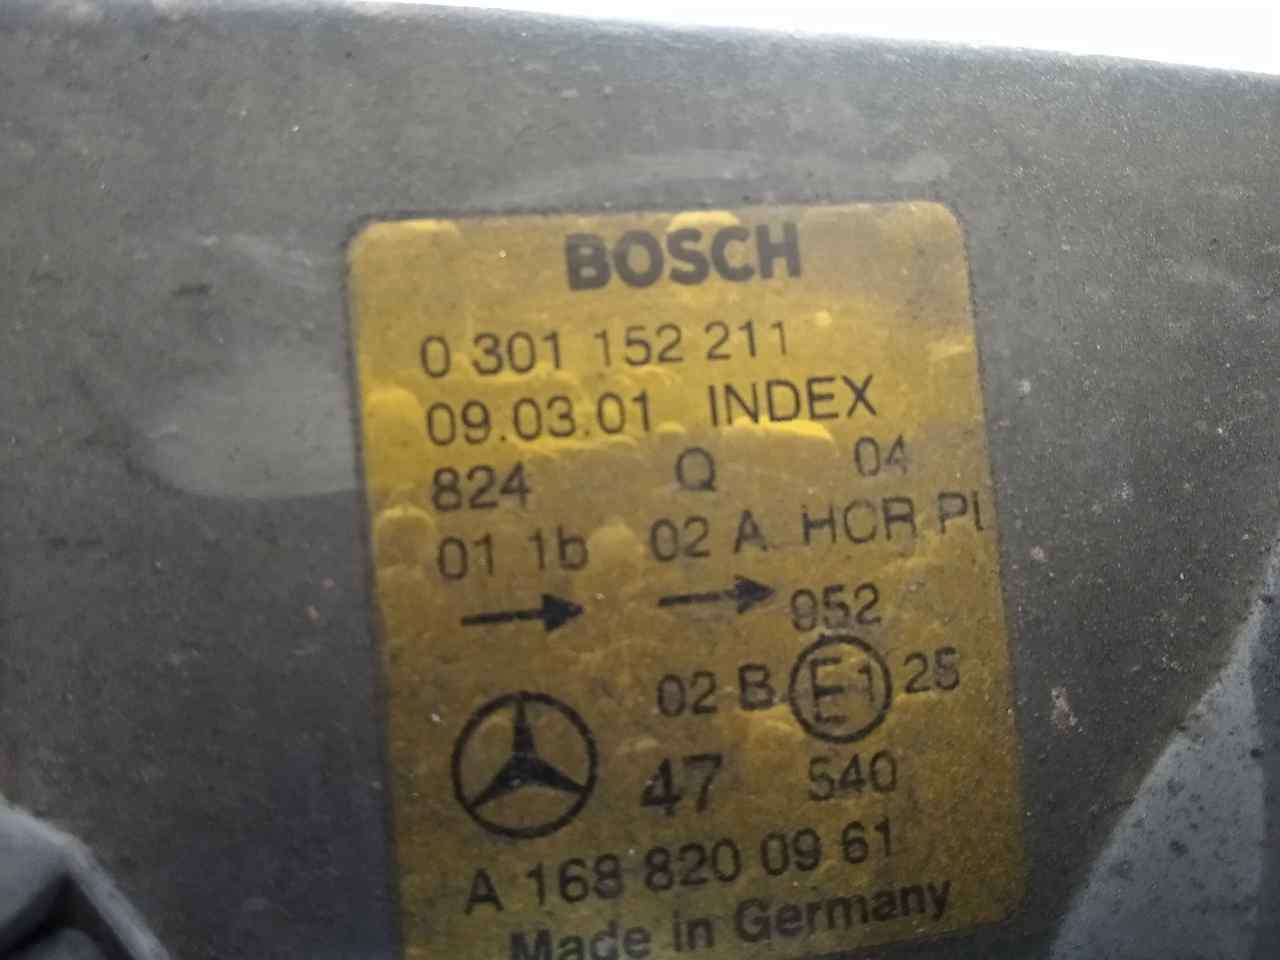 BOSCH
0 301 152 211
09.03.01 INDEX
824 Q 04
01 1b 02 A HCR PL
952
02 B E1 25
47 540
A 168 820 09 61
Made in Germany